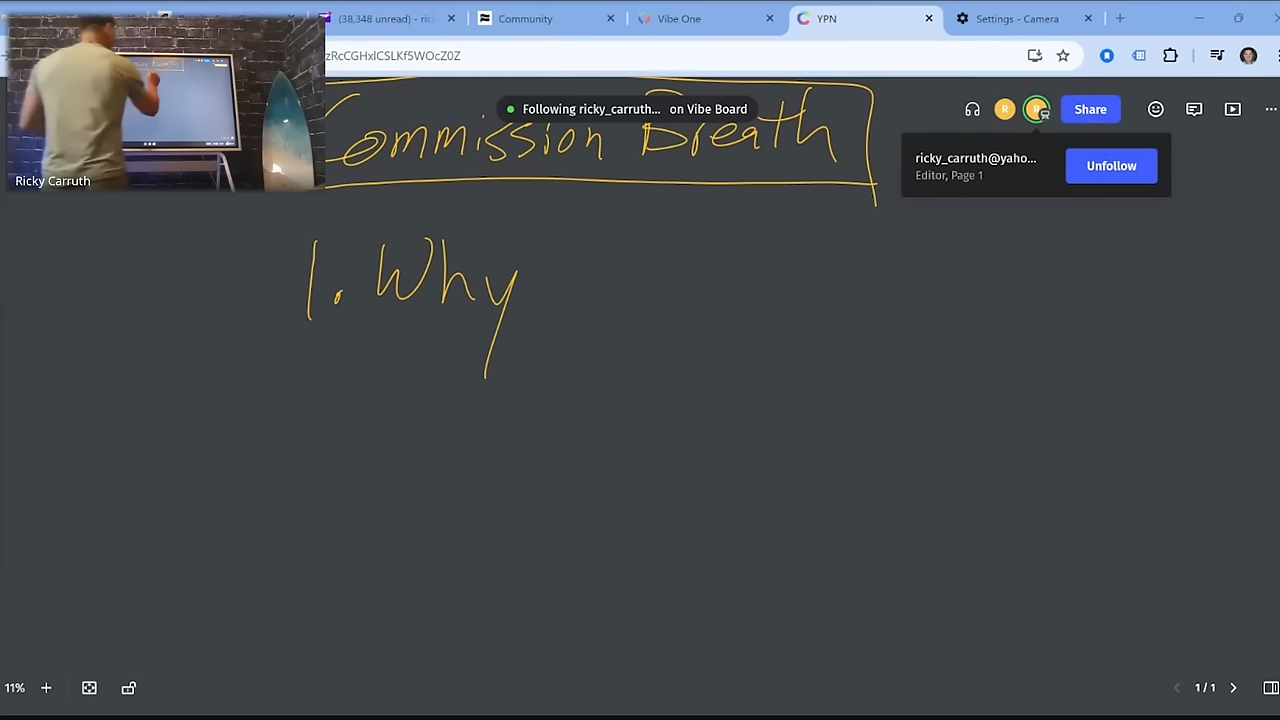 (38,348 unread) - ric
Community
Vibe One
YPN
Settings - Camera
zRcCGHxlCSLKf5WOcZ0Z
Commission Breath
Following ricky_carruth... on Vibe Board
R
Share
ricky_carruth@yaho...
Editor, Page 1
Unfollow
Ricky Carruth
1. Why
11%
1/1